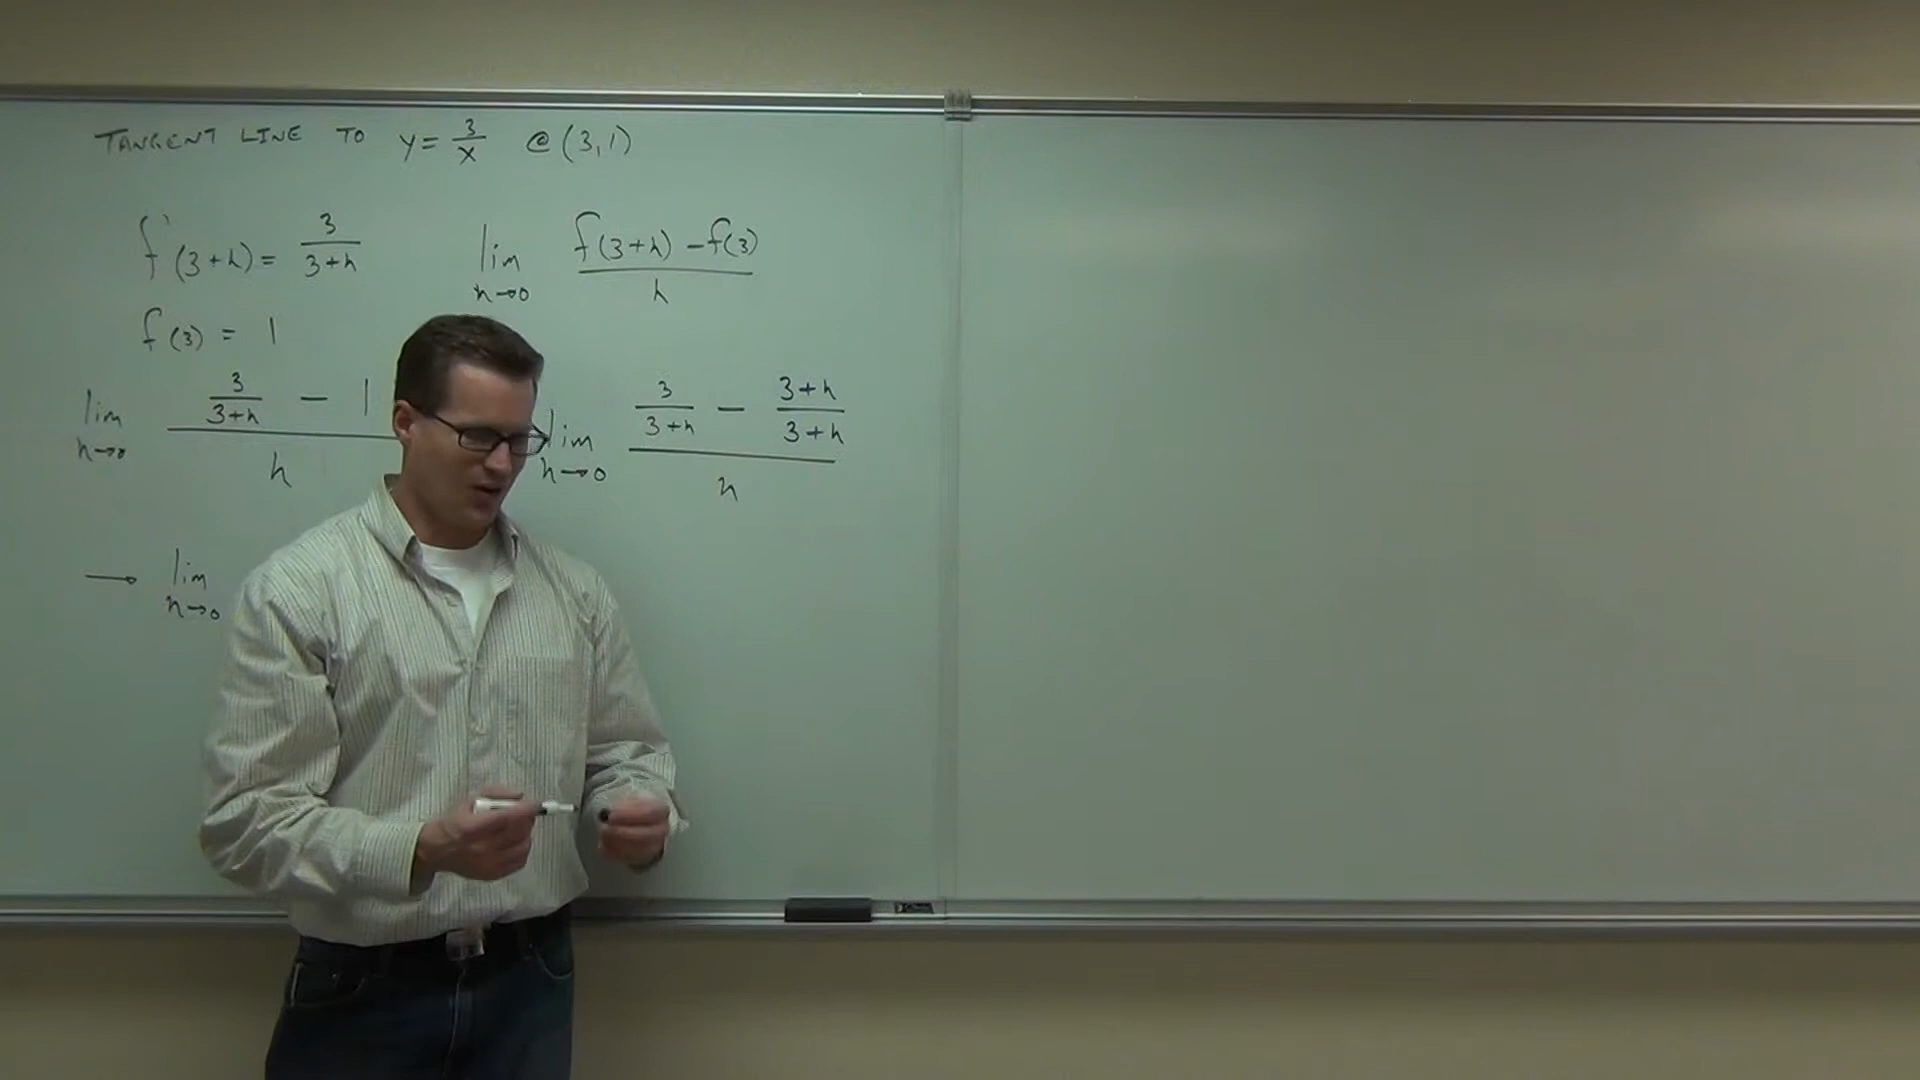 TANGENT LINE TO y = 3/x @ (3,1)
f(3+h) = 3/(3+h)
lim h→0 (f(3+h) - f(3))/h
f(3) = 1
lim h→0 (3/(3+h) - 1)/h
lim h→0 (3/(3+h) - (3+h)/(3+h))/h
→ lim h→0